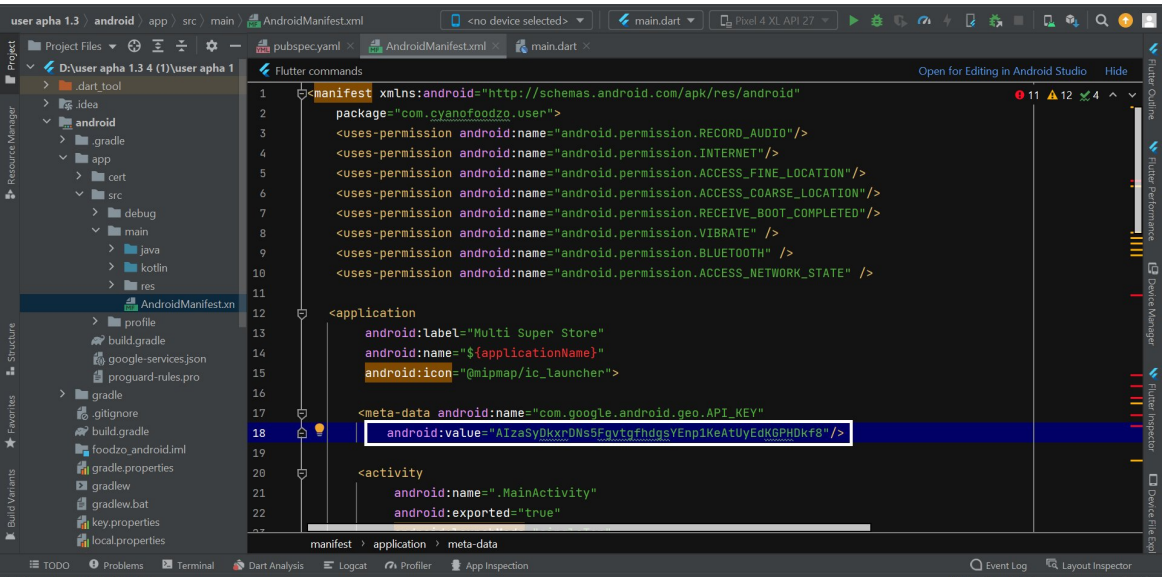 user apha 1.3 › android › app › src › main › AndroidManifest.xml
<no device selected>
main.dart
Pixel 4 XL API 27
Project Files
pubspec.yaml
AndroidManifest.xml
main.dart
D:\user apha 1.3 4 (1)\user apha 1
.dart_tool
.idea
android
.gradle
app
cert
src
debug
main
java
kotlin
res
AndroidManifest.xn
profile
build.gradle
google-services.json
proguard-rules.pro
gradle
.gitignore
build.gradle
foodzo_android.iml
gradle.properties
gradlew
gradlew.bat
key.properties
local.properties
Flutter commands
Open for Editing in Android Studio Hide
11 12 4
1 <manifest xmlns:android="http://schemas.android.com/apk/res/android"
2 package="com.cyanofoodzo.user">
3 <uses-permission android:name="android.permission.RECORD_AUDIO"/>
4 <uses-permission android:name="android.permission.INTERNET"/>
5 <uses-permission android:name="android.permission.ACCESS_FINE_LOCATION"/>
6 <uses-permission android:name="android.permission.ACCESS_COARSE_LOCATION"/>
7 <uses-permission android:name="android.permission.RECEIVE_BOOT_COMPLETED"/>
8 <uses-permission android:name="android.permission.VIBRATE" />
9 <uses-permission android:name="android.permission.BLUETOOTH" />
10 <uses-permission android:name="android.permission.ACCESS_NETWORK_STATE" />
11
12 <application
13 android:label="Multi Super Store"
14 android:name="${applicationName}"
15 android:icon="@mipmap/ic_launcher">
16
17 <meta-data android:name="com.google.android.geo.API_KEY"
18 android:value="AIzaSyDkxrDNs5FgvtgfhdgsYEnp1KeAtUyEdKGPHDkf8"/>
19
20 <activity
21 android:name=".MainActivity"
22 android:exported="true"
manifest › application › meta-data
Project
Resource Manager
Structure
Favorites
Build Variants
Flutter Outline
Flutter Performance
Device Manager
Flutter Inspector
Device File Expl
TODO Problems Terminal Dart Analysis Logcat Profiler App Inspection Event Log Layout Inspector